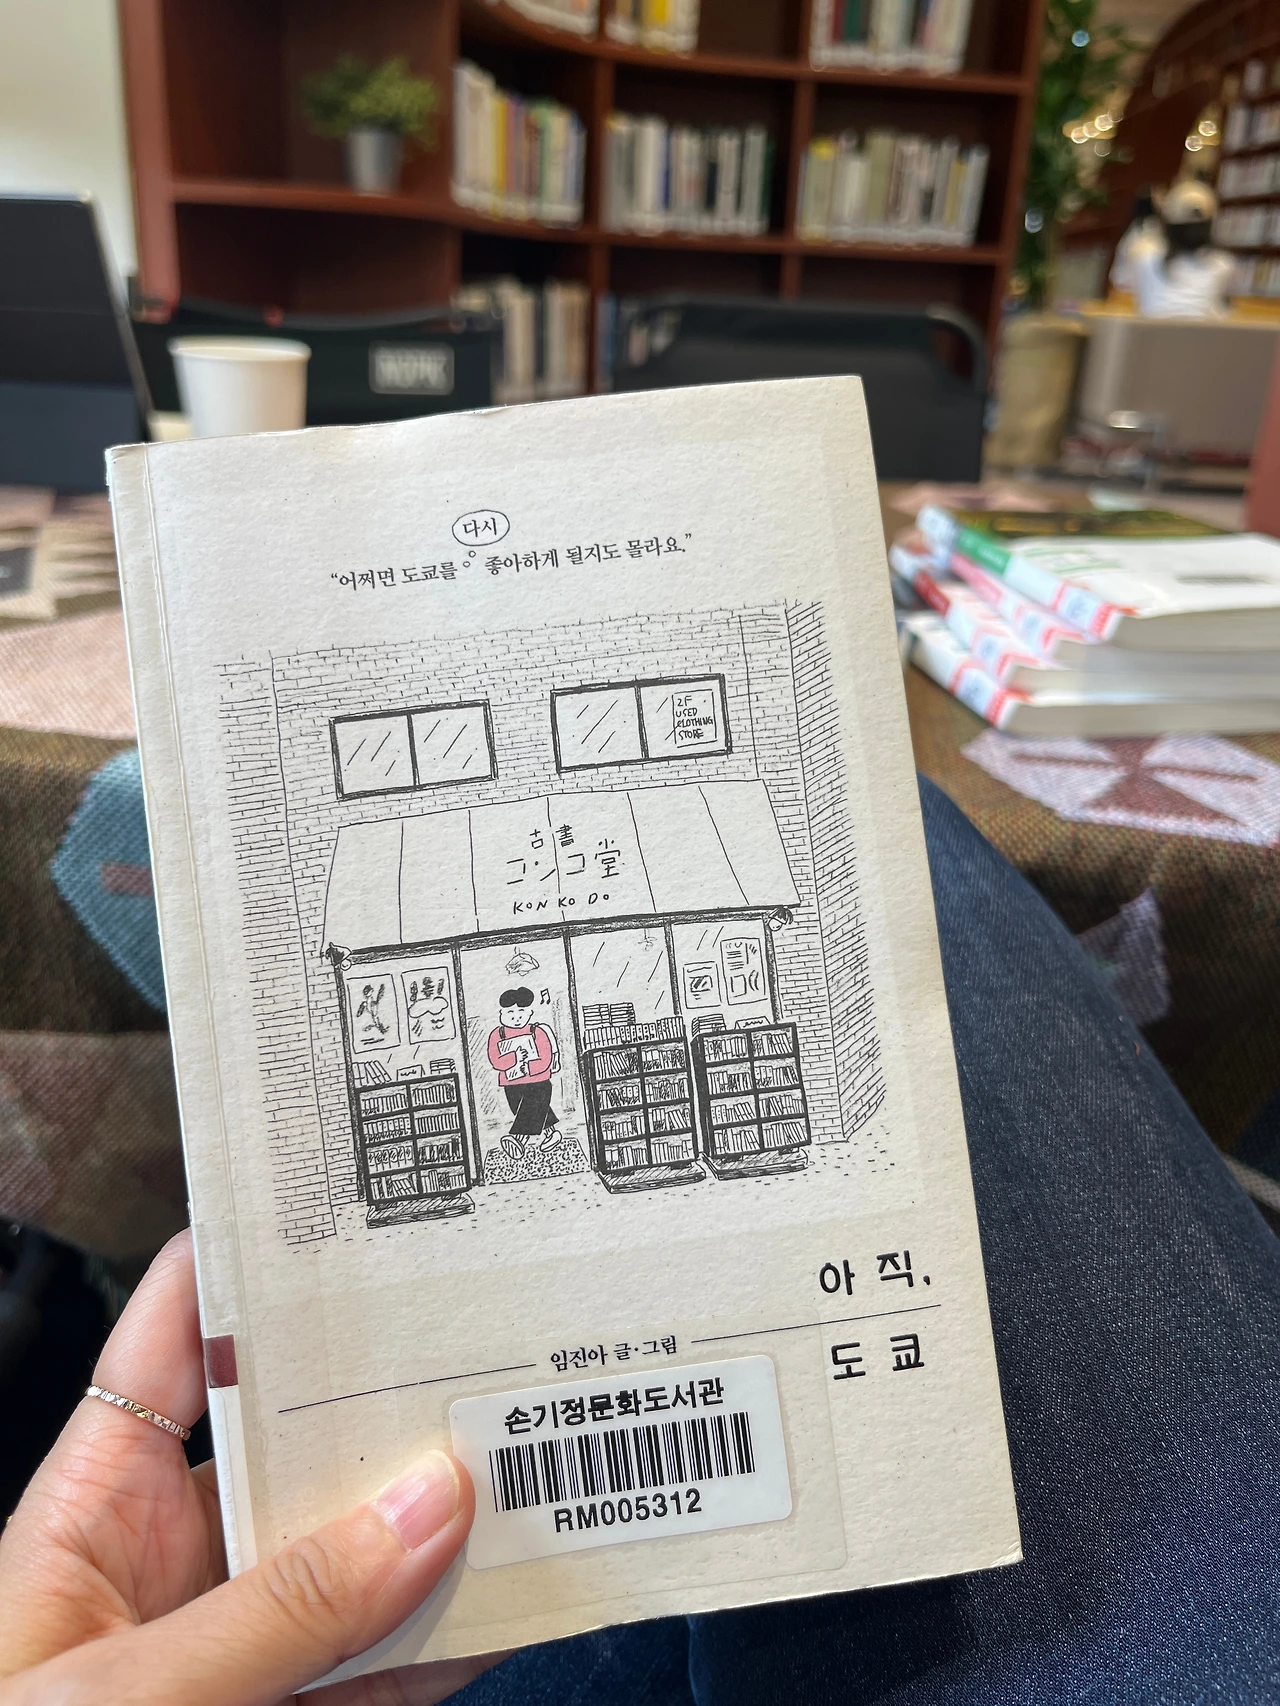 다시
“어쩌면 도쿄를 좋아하게 될지도 몰라요.”
2F
USED
CLOTHING
STORE
古書
コンコ堂
KON KO DO
아직,
도쿄
임진아 글·그림
손기정문화도서관
RM005312